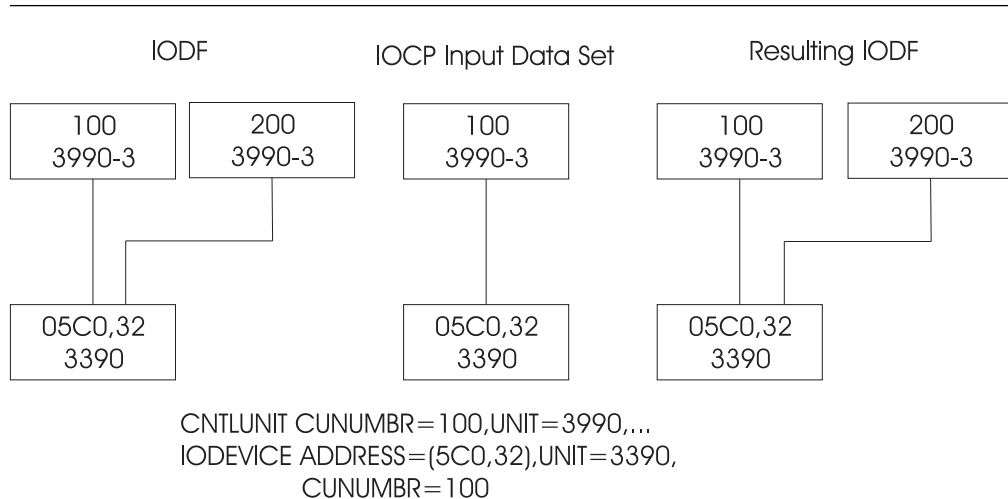 IODF
IOCP Input Data Set
Resulting IODF
100
3990-3
200
3990-3
100
3990-3
100
3990-3
200
3990-3
05C0,32
3390
05C0,32
3390
05C0,32
3390
CNTLUNIT CUNUMBR=100,UNIT=3990,...
IODEVICE ADDRESS=(5C0,32),UNIT=3390,
CUNUMBR=100